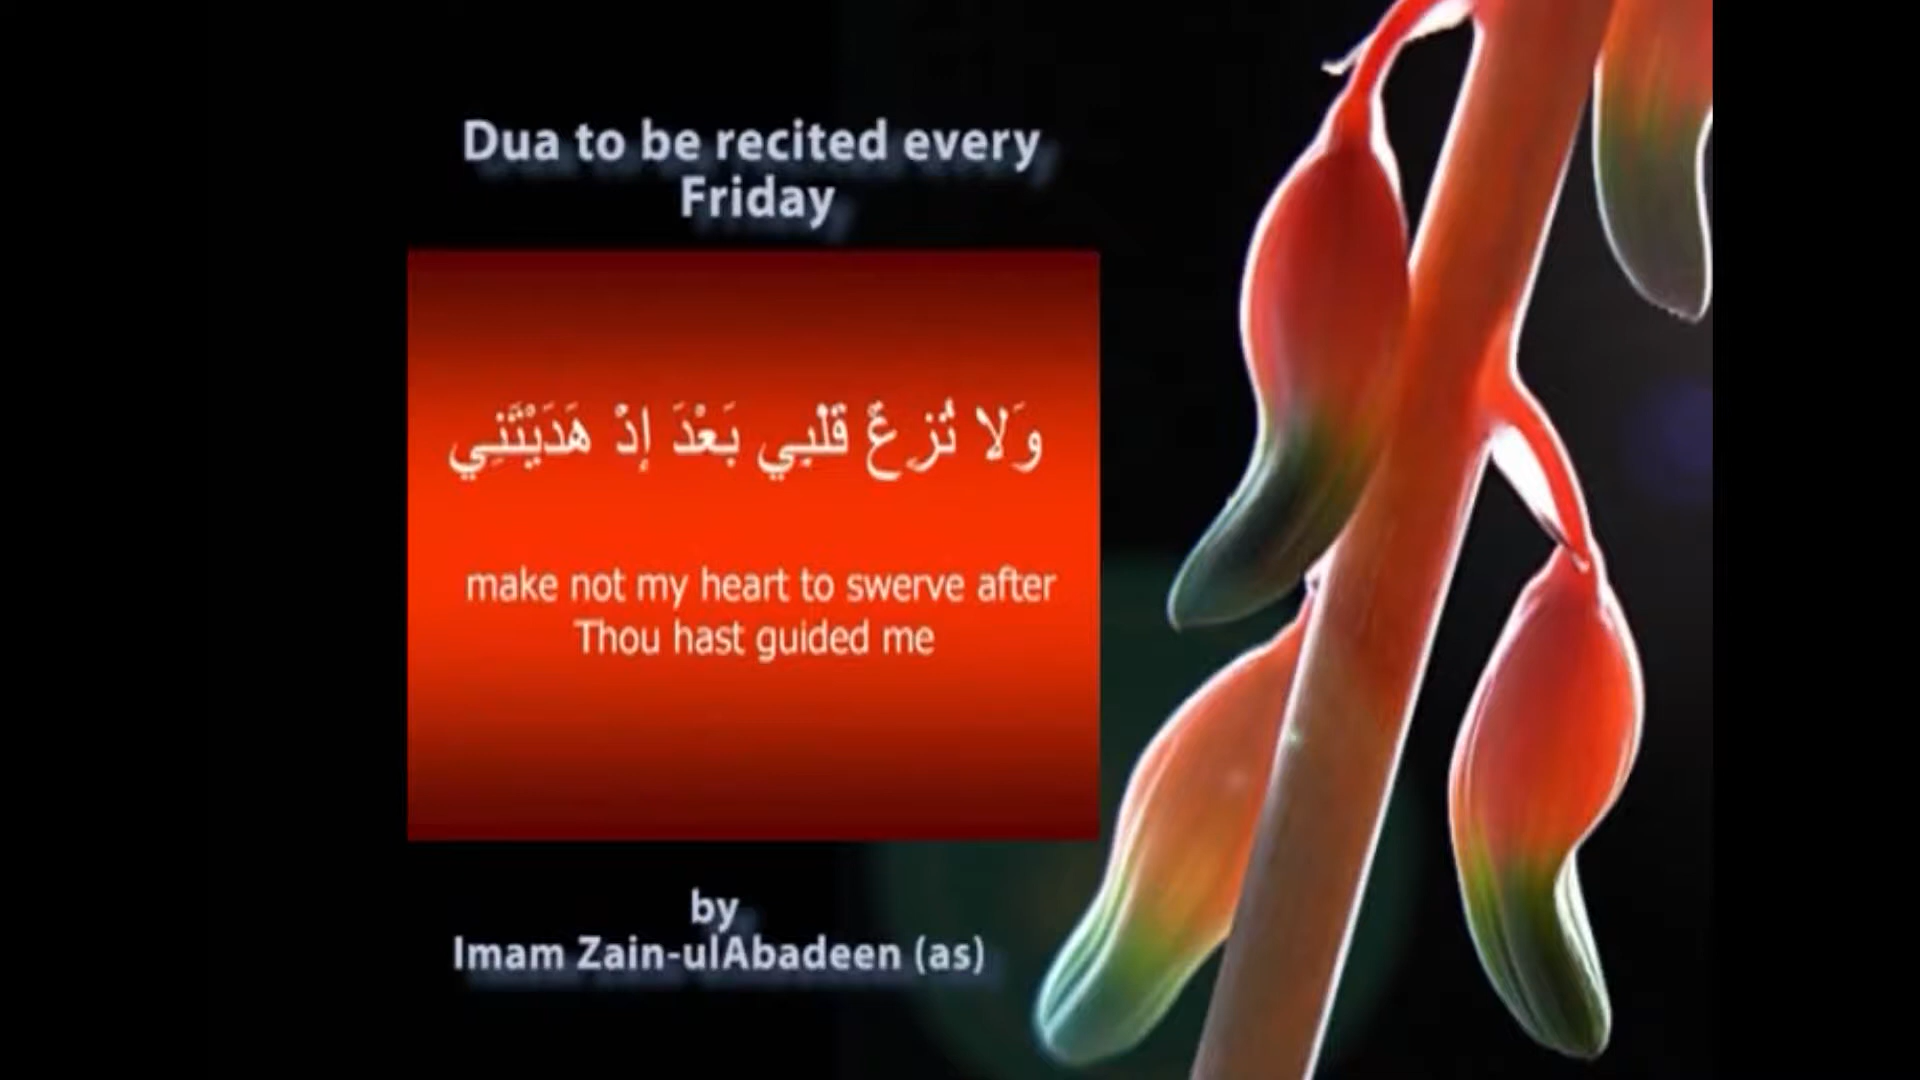 Dua to be recited every
Friday
وَلا تُزِغْ قَلْبِي بَعْدَ إِذْ هَدَيْتَنِي
make not my heart to swerve after
Thou hast guided me
by
Imam Zain-ulAbadeen (as)